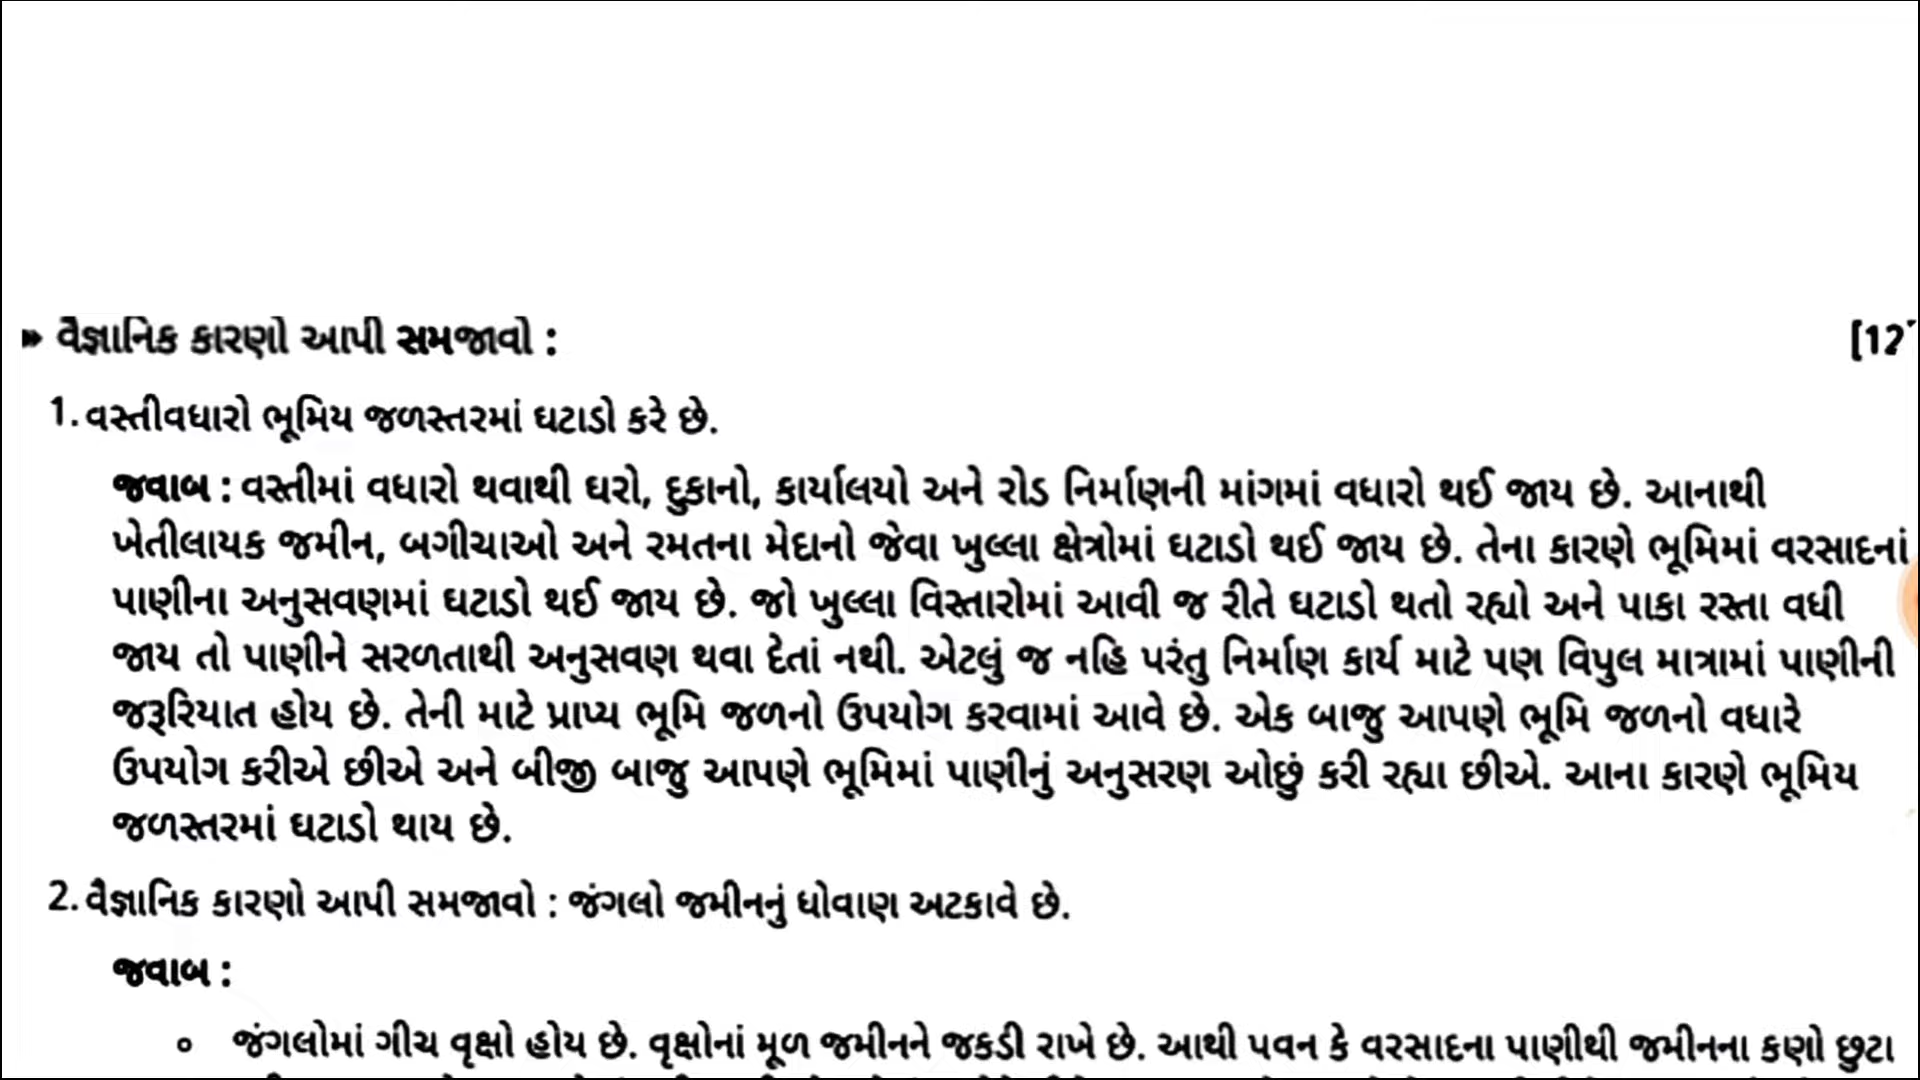 વૈજ્ઞાનિક કારણો આપી સમજાવો :
[12
1. વસ્તીવધારો ભૂમિય જળસ્તરમાં ઘટાડો કરે છે.
જવાબ : વસ્તીમાં વધારો થવાથી ઘરો, દુકાનો, કાર્યાલયો અને રોડ નિર્માણની માંગમાં વધારો થઈ જાય છે. આનાથી
ખેતીલાયક જમીન, બગીચાઓ અને રમતના મેદાનો જેવા ખુલ્લા ક્ષેત્રોમાં ઘટાડો થઈ જાય છે. તેના કારણે ભૂમિમાં વરસાદનાં
પાણીના અનુસવણમાં ઘટાડો થઈ જાય છે. જો ખુલ્લા વિસ્તારોમાં આવી જ રીતે ઘટાડો થતો રહ્યો અને પાકા રસ્તા વધી
જાય તો પાણીને સરળતાથી અનુસવણ થવા દેતાં નથી. એટલું જ નહિ પરંતુ નિર્માણ કાર્ય માટે પણ વિપુલ માત્રામાં પાણીની
જરૂરિયાત હોય છે. તેની માટે પ્રાપ્ય ભૂમિ જળનો ઉપયોગ કરવામાં આવે છે. એક બાજુ આપણે ભૂમિ જળનો વધારે
ઉપયોગ કરીએ છીએ અને બીજી બાજુ આપણે ભૂમિમાં પાણીનું અનુસરણ ઓછું કરી રહ્યા છીએ. આના કારણે ભૂમિય
જળસ્તરમાં ઘટાડો થાય છે.
2. વૈજ્ઞાનિક કારણો આપી સમજાવો : જંગલો જમીનનું ધોવાણ અટકાવે છે.
જવાબ :
જંગલોમાં ગીચ વૃક્ષો હોય છે. વૃક્ષોનાં મૂળ જમીનને જકડી રાખે છે. આથી પવન કે વરસાદના પાણીથી જમીનના કણો છુટા